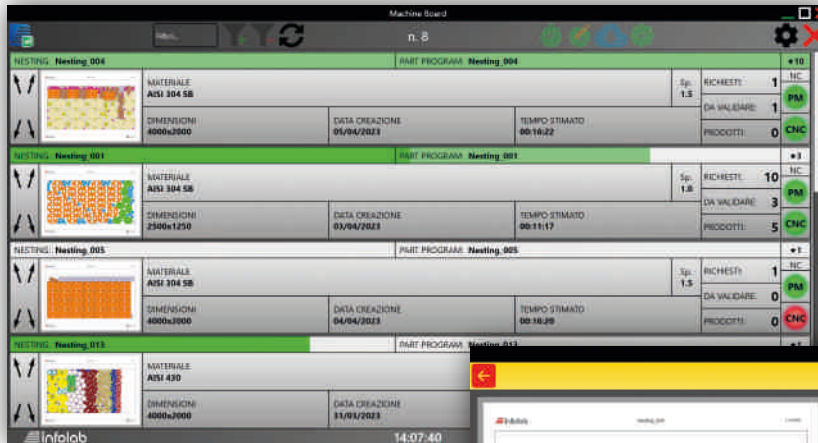 Machine Board
n. 8
NESTING: Nesting_004 PART PROGRAM: Nesting_004 +10
MATERIALE
AISI 304 SB
Sp.
1.5
RICHIESTI: 1
DA VALIDARE: 1
PRODOTTI: 0
NC
PM
CNC
DIMENSIONI
4000x2000
DATA CREAZIONE
05/04/2023
TEMPO STIMATO
00:16:22
NESTING: Nesting_001 PART PROGRAM: Nesting_001 +3
MATERIALE
AISI 304 SB
Sp.
1.0
RICHIESTI: 10
DA VALIDARE: 3
PRODOTTI: 5
NC
PM
CNC
DIMENSIONI
2500x1250
DATA CREAZIONE
03/04/2023
TEMPO STIMATO
00:11:17
NESTING: Nesting_005 PART PROGRAM: Nesting_005 +1
MATERIALE
AISI 304 SB
Sp.
1.5
RICHIESTI: 1
DA VALIDARE: 0
PRODOTTI: 0
NC
PM
CNC
DIMENSIONI
4000x2000
DATA CREAZIONE
04/04/2023
TEMPO STIMATO
00:16:20
NESTING: Nesting_013 PART PROGRAM: Nesting_013
MATERIALE
AISI 430
DIMENSIONI
4000x2000
DATA CREAZIONE
31/03/2023
infolab
14:07:40
infolab